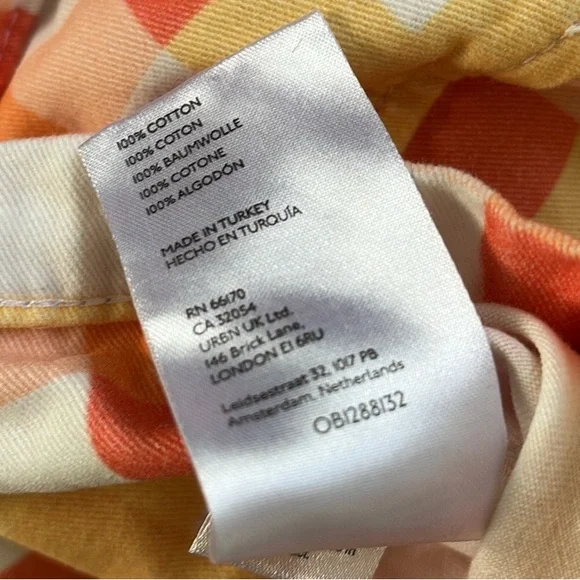 100% COTTON
100% COTON
100% BAUMWOLLE
100% COTONE
100% ALGODÓN
MADE IN TURKEY
HECHO EN TURQUÍA
RN 66170
CA 32054
UREN UK Ltd.
146 Brick Lane,
LONDON E1 6RU
Leidsestraat 32, 1017 PB
Amsterdam, Netherlands
OB1288132